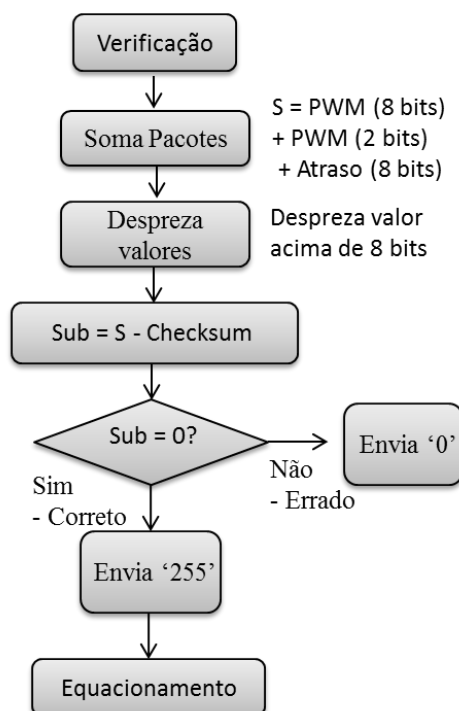 Verificação
Soma Pacotes
S = PWM (8 bits)
+ PWM (2 bits)
+ Atraso (8 bits)
Despreza
valores
Despreza valor
acima de 8 bits
Sub = S - Checksum
Sub = 0?
Envia ‘0’
Não
- Errado
Sim
- Correto
Envia ‘255’
Equacionamento